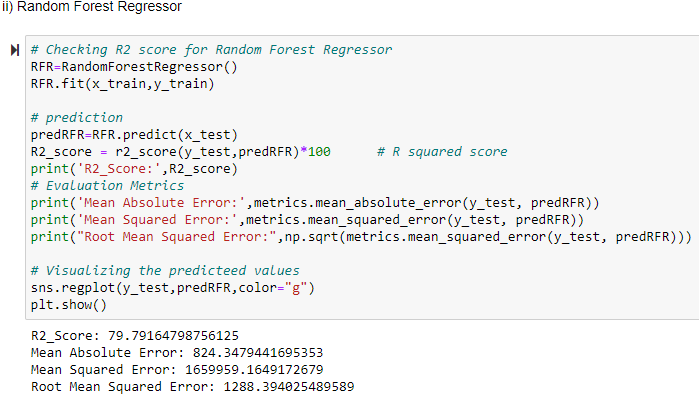 ii) Random Forest Regressor
# Checking R2 score for Random Forest Regressor
RFR=RandomForestRegressor()
RFR.fit(x_train,y_train)
# prediction
predRFR=RFR.predict(x_test)
R2_score = r2_score(y_test,predRFR)*100      # R squared score
print('R2_Score:',R2_score)
# Evaluation Metrics
print('Mean Absolute Error:',metrics.mean_absolute_error(y_test, predRFR))
print('Mean Squared Error:',metrics.mean_squared_error(y_test, predRFR))
print("Root Mean Squared Error:",np.sqrt(metrics.mean_squared_error(y_test, predRFR)))
# Visualizing the predicteed values
sns.regplot(y_test,predRFR,color="g")
plt.show()
R2_Score: 79.79164798756125
Mean Absolute Error: 824.3479441695353
Mean Squared Error: 1659959.1649172679
Root Mean Squared Error: 1288.394025489589